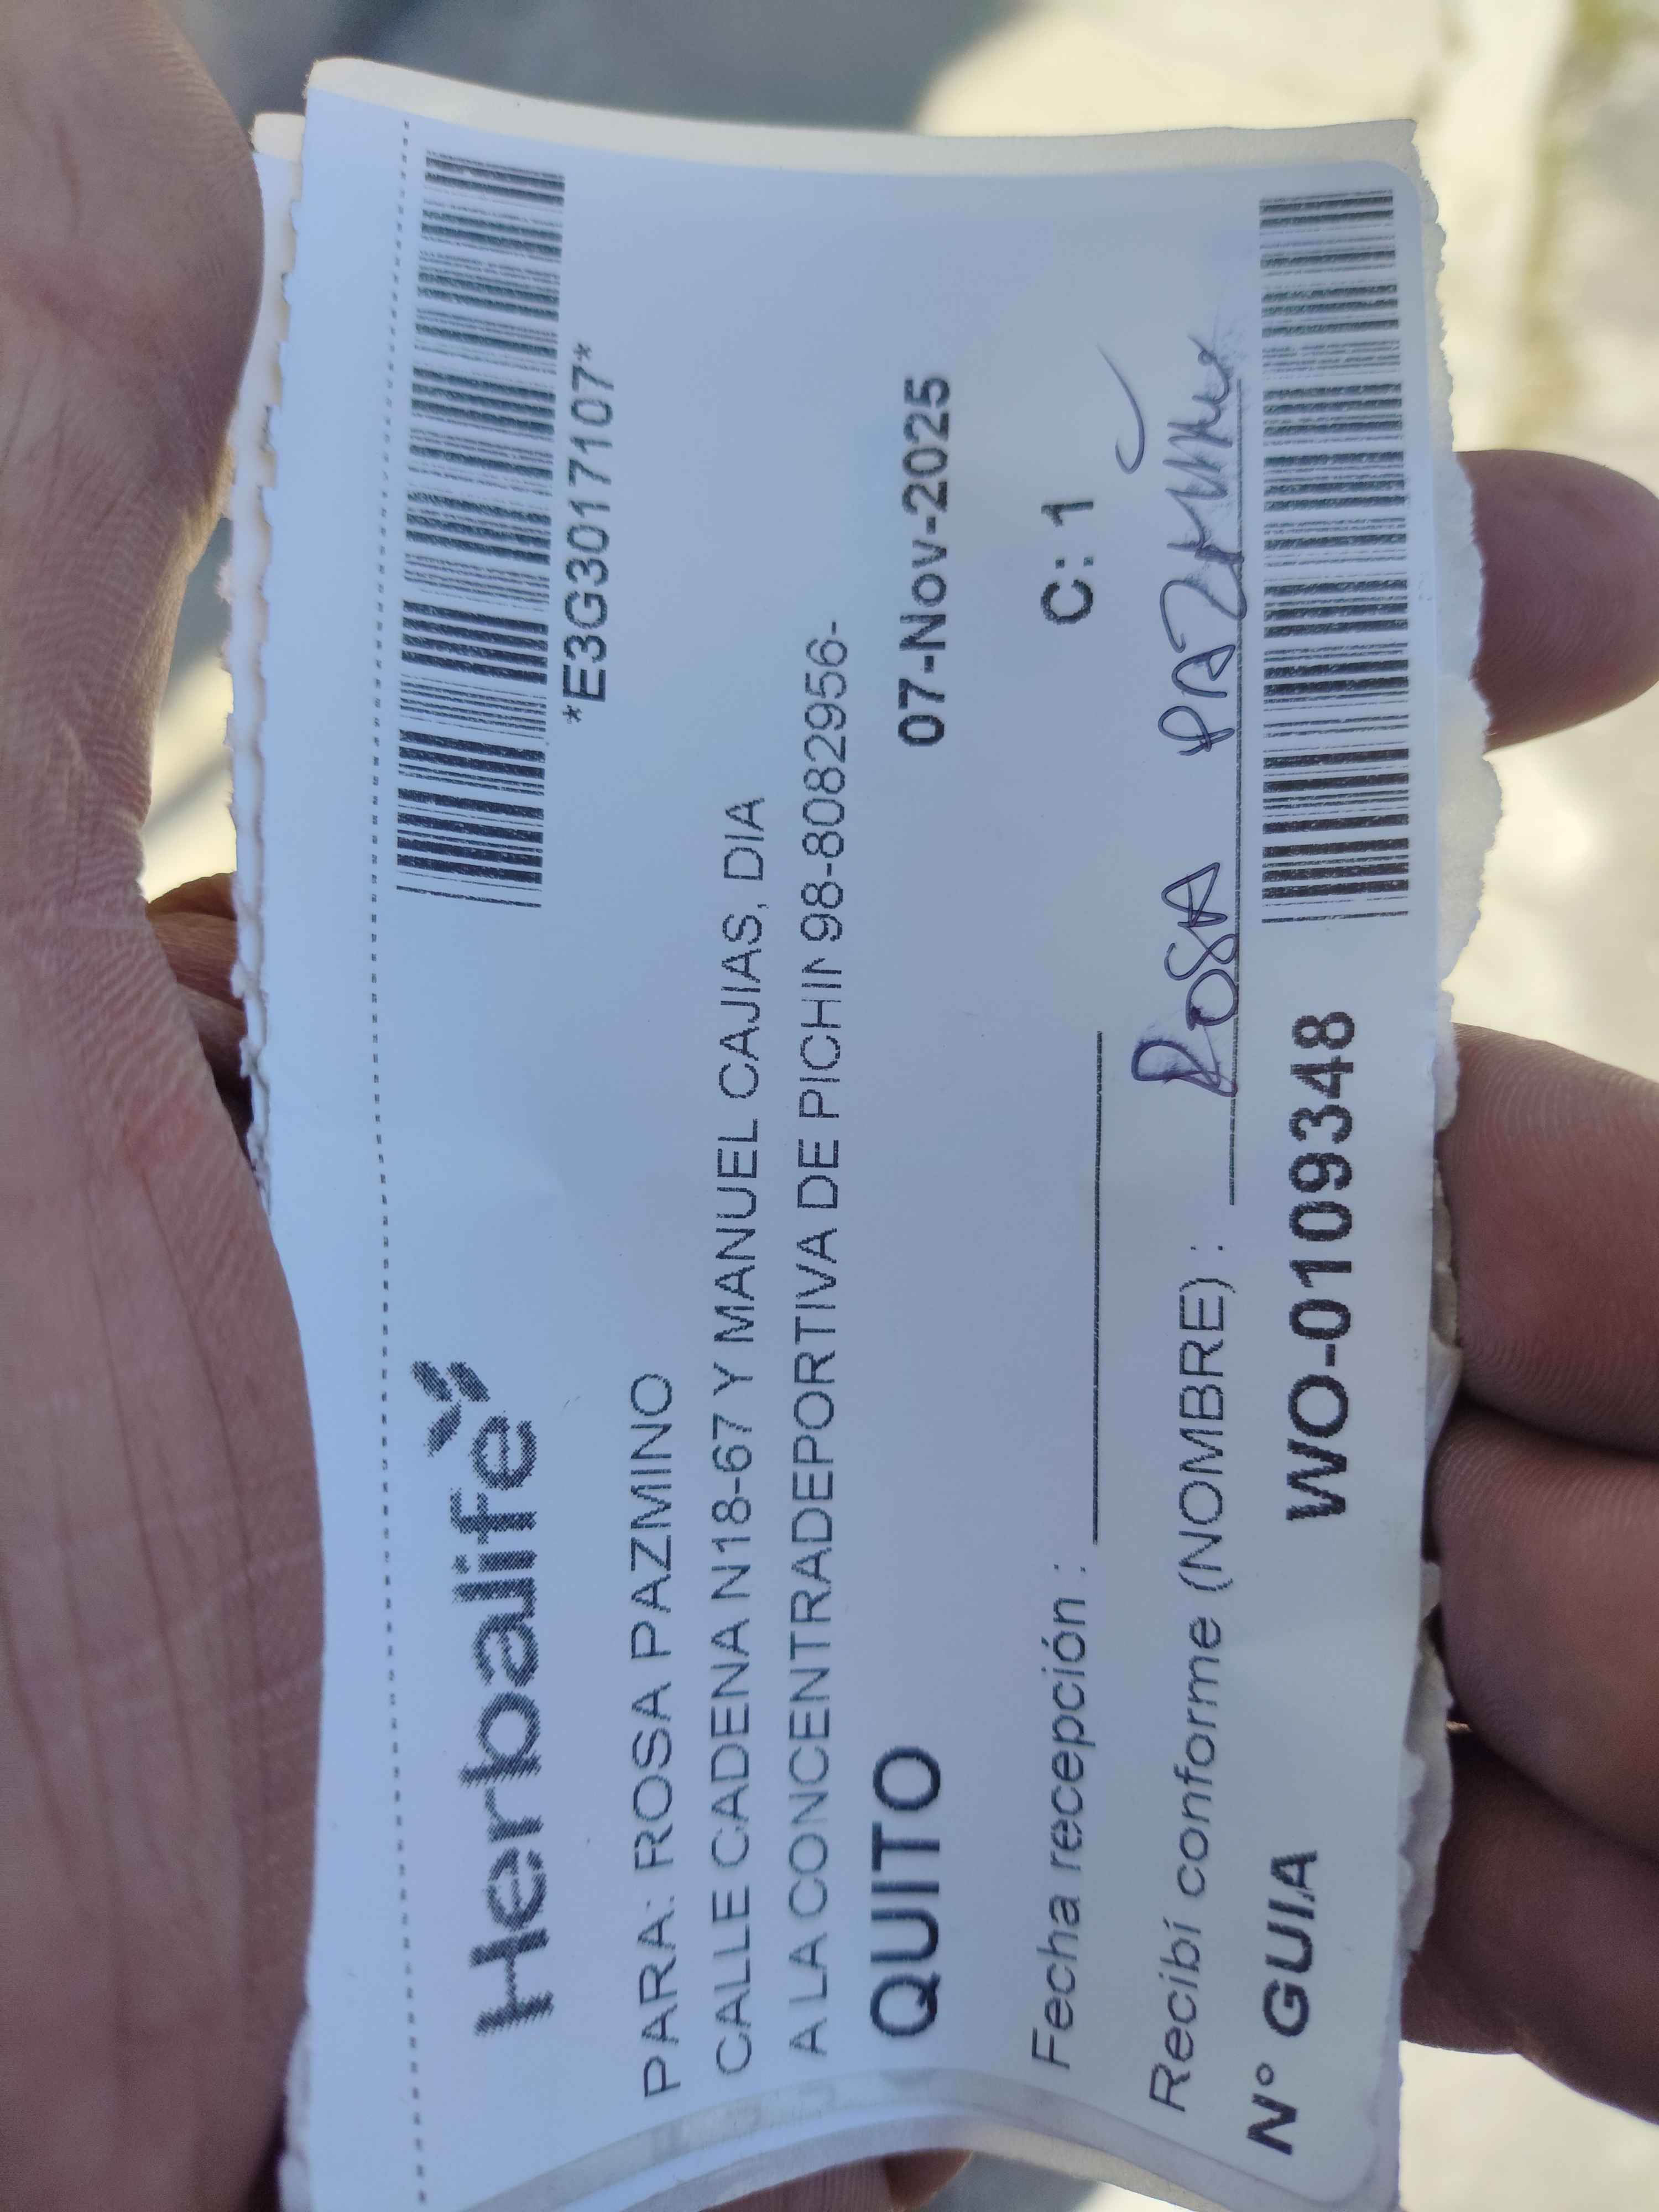 Herbalife
*E3G3017107*
PARA: ROSA PAZMINO
CALLE CADENA N18-67 Y MANUEL CAJIAS, DIA
A LA CONCENTRADEPORTIVA DE PICHIN 98-8082956-
QUITO 07-Nov-2025
Fecha recepción : C: 1
Recibí conforme (NOMBRE) : ROSA PAZMIÑO
N° GUIA WO-0109348